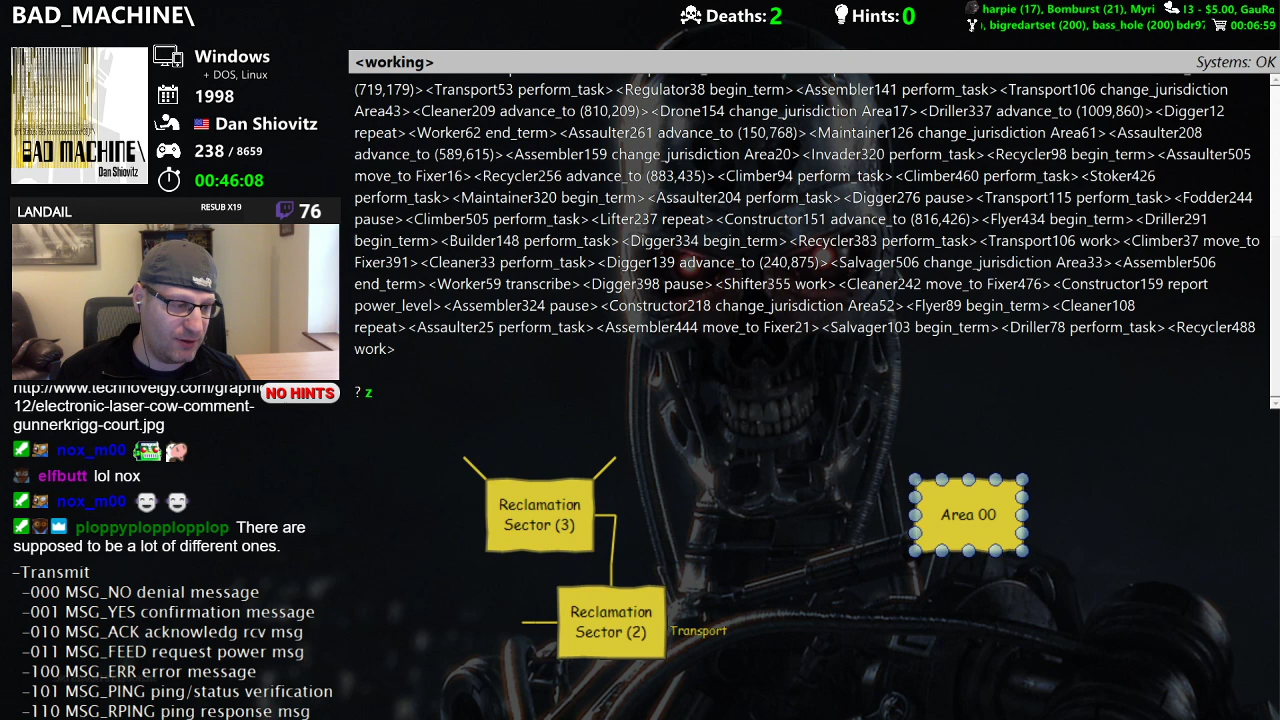 BAD_MACHINE\
Deaths: 2
Hints: 0
harpie (17), Bomburst (21), Myri
I3 - $5.00, GauRo
), bigredartset (200), bass_hole (200) bdr97
00:06:59
Windows
+ DOS, Linux
1998
Dan Shiovitz
238 / 8659
00:46:08
BAD MACHINE\
Dan Shiovitz
LANDAIL
RESUB X19
76
<working>
Systems: OK
(719,179)><Transport53 perform_task><Regulator38 begin_term><Assembler141 perform_task><Transport106 change_jurisdiction
Area43><Cleaner209 advance_to (810,209)><Drone154 change_jurisdiction Area17><Driller337 advance_to (1009,860)><Digger12
repeat><Worker62 end_term><Assaulter261 advance_to (150,768)><Maintainer126 change_jurisdiction Area61><Assaulter208
advance_to (589,615)><Assembler159 change_jurisdiction Area20><Invader320 perform_task><Recycler98 begin_term><Assaulter505
move_to Fixer16><Recycler256 advance_to (883,435)><Climber94 perform_task><Climber460 perform_task><Stoker426
perform_task><Maintainer320 begin_term><Assaulter204 perform_task><Digger276 pause><Transport115 perform_task><Fodder244
pause><Climber505 perform_task><Lifter237 repeat><Constructor151 advance_to (816,426)><Flyer434 begin_term><Driller291
begin_term><Builder148 perform_task><Digger334 begin_term><Recycler383 perform_task><Transport106 work><Climber37 move_to
Fixer391><Cleaner33 perform_task><Digger139 advance_to (240,875)><Salvager506 change_jurisdiction Area33><Assembler506
end_term><Worker59 transcribe><Digger398 pause><Shifter355 work><Cleaner242 move_to Fixer476><Constructor159 report
power_level><Assembler324 pause><Constructor218 change_jurisdiction Area52><Flyer89 begin_term><Cleaner108
repeat><Assaulter25 perform_task><Assembler444 move_to Fixer21><Salvager103 begin_term><Driller78 perform_task><Recycler488
work>
? z
http://www.technovelgy.com/graphic
12/electronic-laser-cow-comment-
gunnerkrigg-court.jpg
NO HINTS
nox_m00
elfbutt lol nox
nox_m00
ploppyplopplopplop There are
supposed to be a lot of different ones.
-Transmit
-000 MSG_NO denial message
-001 MSG_YES confirmation message
-010 MSG_ACK acknowledg rcv msg
-011 MSG_FEED request power msg
-100 MSG_ERR error message
-101 MSG_PING ping/status verification
-110 MSG_RPING ping response msg
Reclamation
Sector (3)
Area 00
Reclamation
Sector (2)
Transport